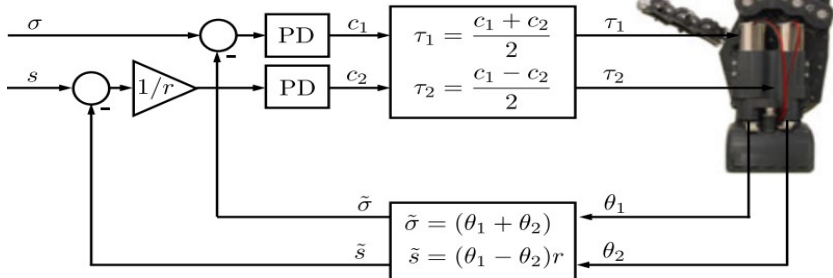 σ PD c₁ τ₁ = (c₁ + c₂)/2 τ₁
s - 1/r PD c₂ τ₂ = (c₁ − c₂)/2 τ₂
-
σ̃ σ̃ = (θ₁ + θ₂) θ₁
s̃ s̃ = (θ₁ − θ₂)r θ₂